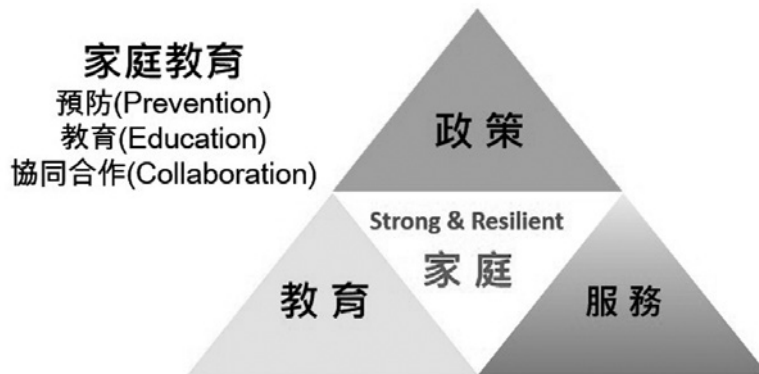 家庭教育
預防(Prevention)
教育(Education)
協同合作(Collaboration)
政策
Strong & Resilient
家庭
教育
服務